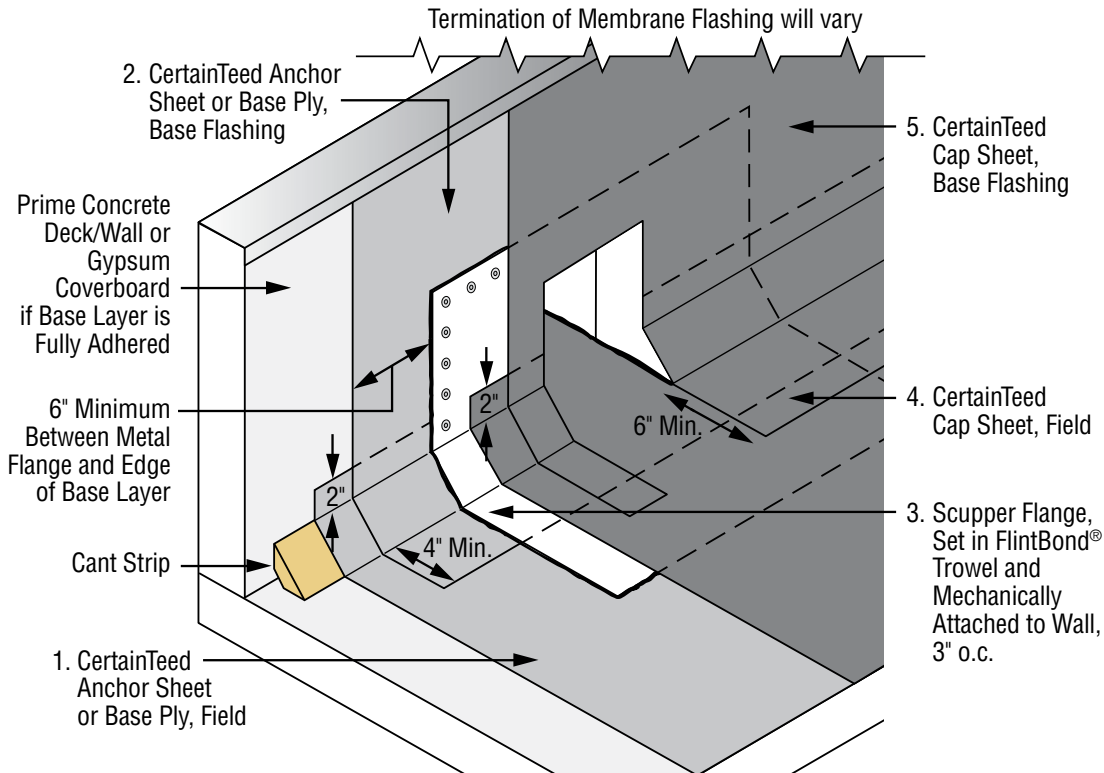 Termination of Membrane Flashing will vary
2. CertainTeed Anchor
Sheet or Base Ply,
Base Flashing
5. CertainTeed
Cap Sheet,
Base Flashing
Prime Concrete
Deck/Wall or
Gypsum
Coverboard
if Base Layer is
Fully Adhered
6" Minimum
Between Metal
Flange and Edge
of Base Layer
2"
6" Min.
4. CertainTeed
Cap Sheet, Field
2"
4" Min.
Cant Strip
3. Scupper Flange,
Set in FlintBond®
Trowel and
Mechanically
Attached to Wall,
3" o.c.
1. CertainTeed
Anchor Sheet
or Base Ply, Field